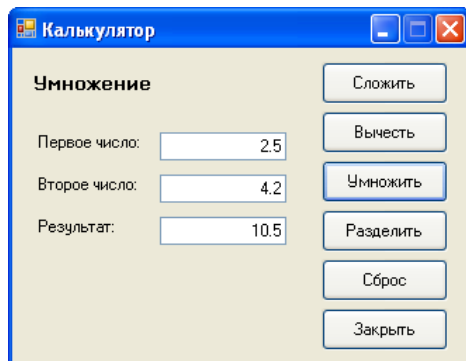 Калькулятор
Умножение
Первое число: 2.5
Второе число: 4.2
Результат: 10.5
Сложить
Вычесть
Умножить
Разделить
Сброс
Закрыть